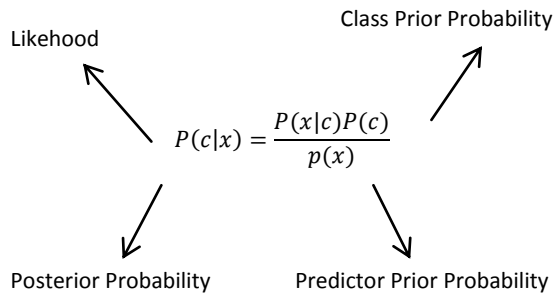 Class Prior Probability
Likehood
P(c|x) = P(x|c)P(c) / p(x)
Posterior Probability
Predictor Prior Probability